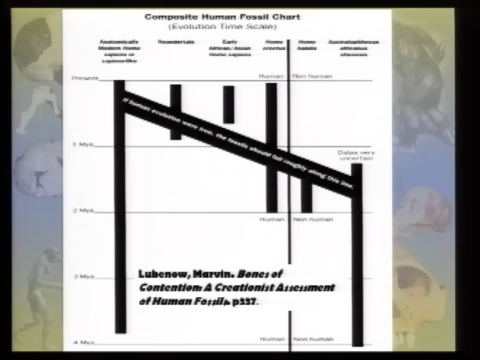 Composite Human Fossil Chart
(Evolution Time Scale)
Anatomically
Modern Homo
sapiens or
sapiens-like
Neandertals
Early
African/Asian
Homo sapiens
Homo
erectus
Homo
habilis
Australopithecus
africanus
Present
Human
Non human
If human evolution were true, the fossils should fall roughly along this line.
1 Mya
Dates very
uncertain
2 Mya
Human
Non human
3 Mya
Lubenow, Marvin. Bones of
Contention: A Creationist Assessment
of Human Fossils, p337.
4 Mya
Human
Non human